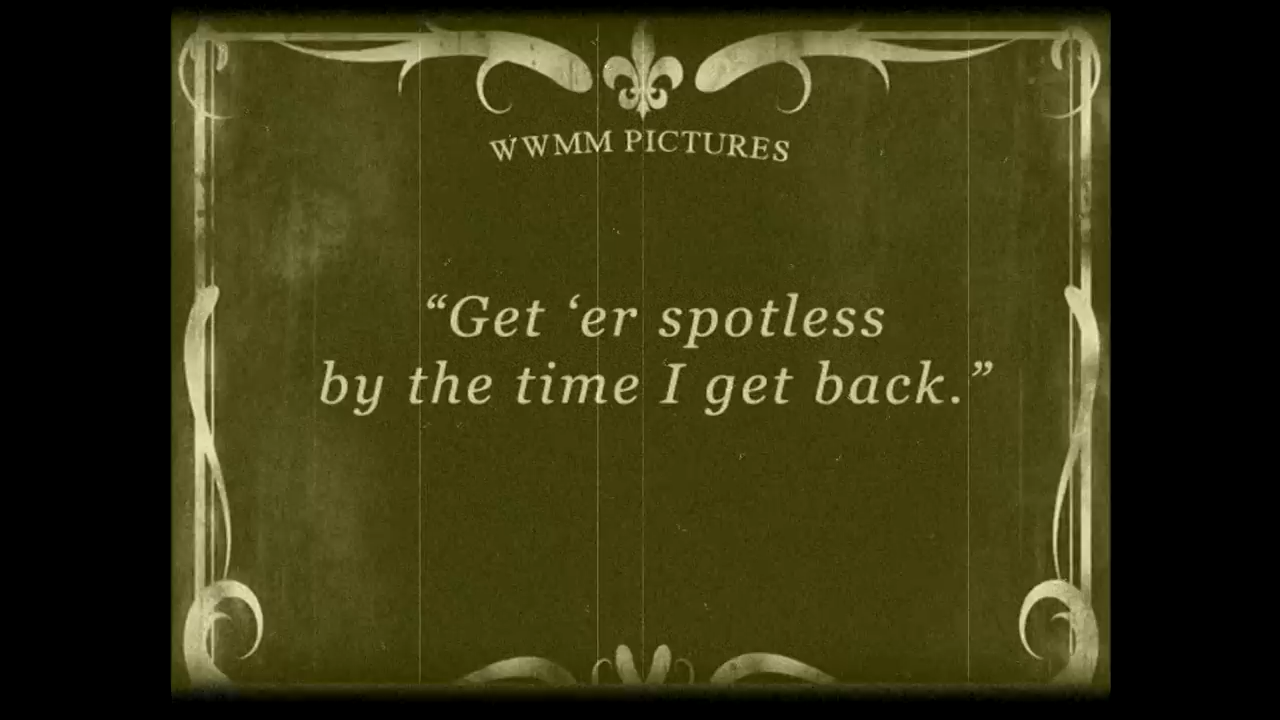 WWMM PICTURES
“Get ‘er spotless
by the time I get back.”